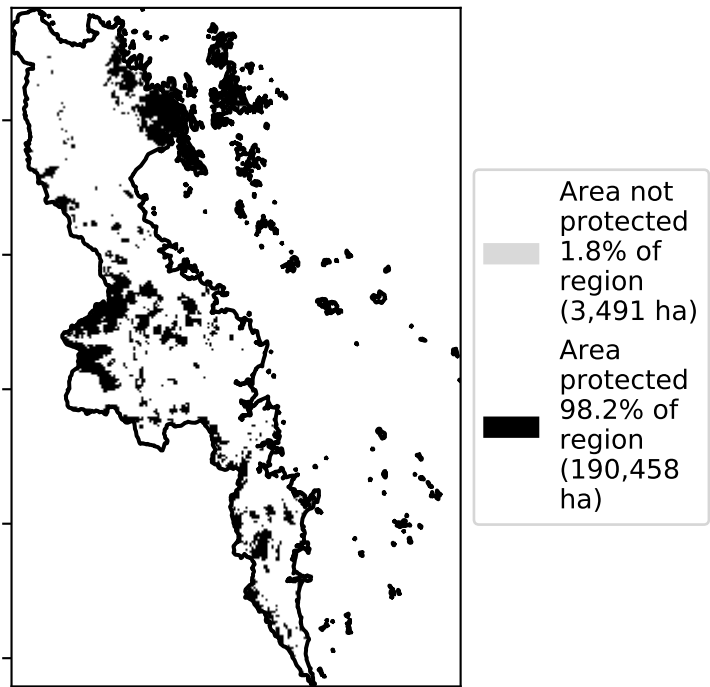 Area not
protected
1.8% of
region
(3,491 ha)
Area
protected
98.2% of
region
(190,458
ha)